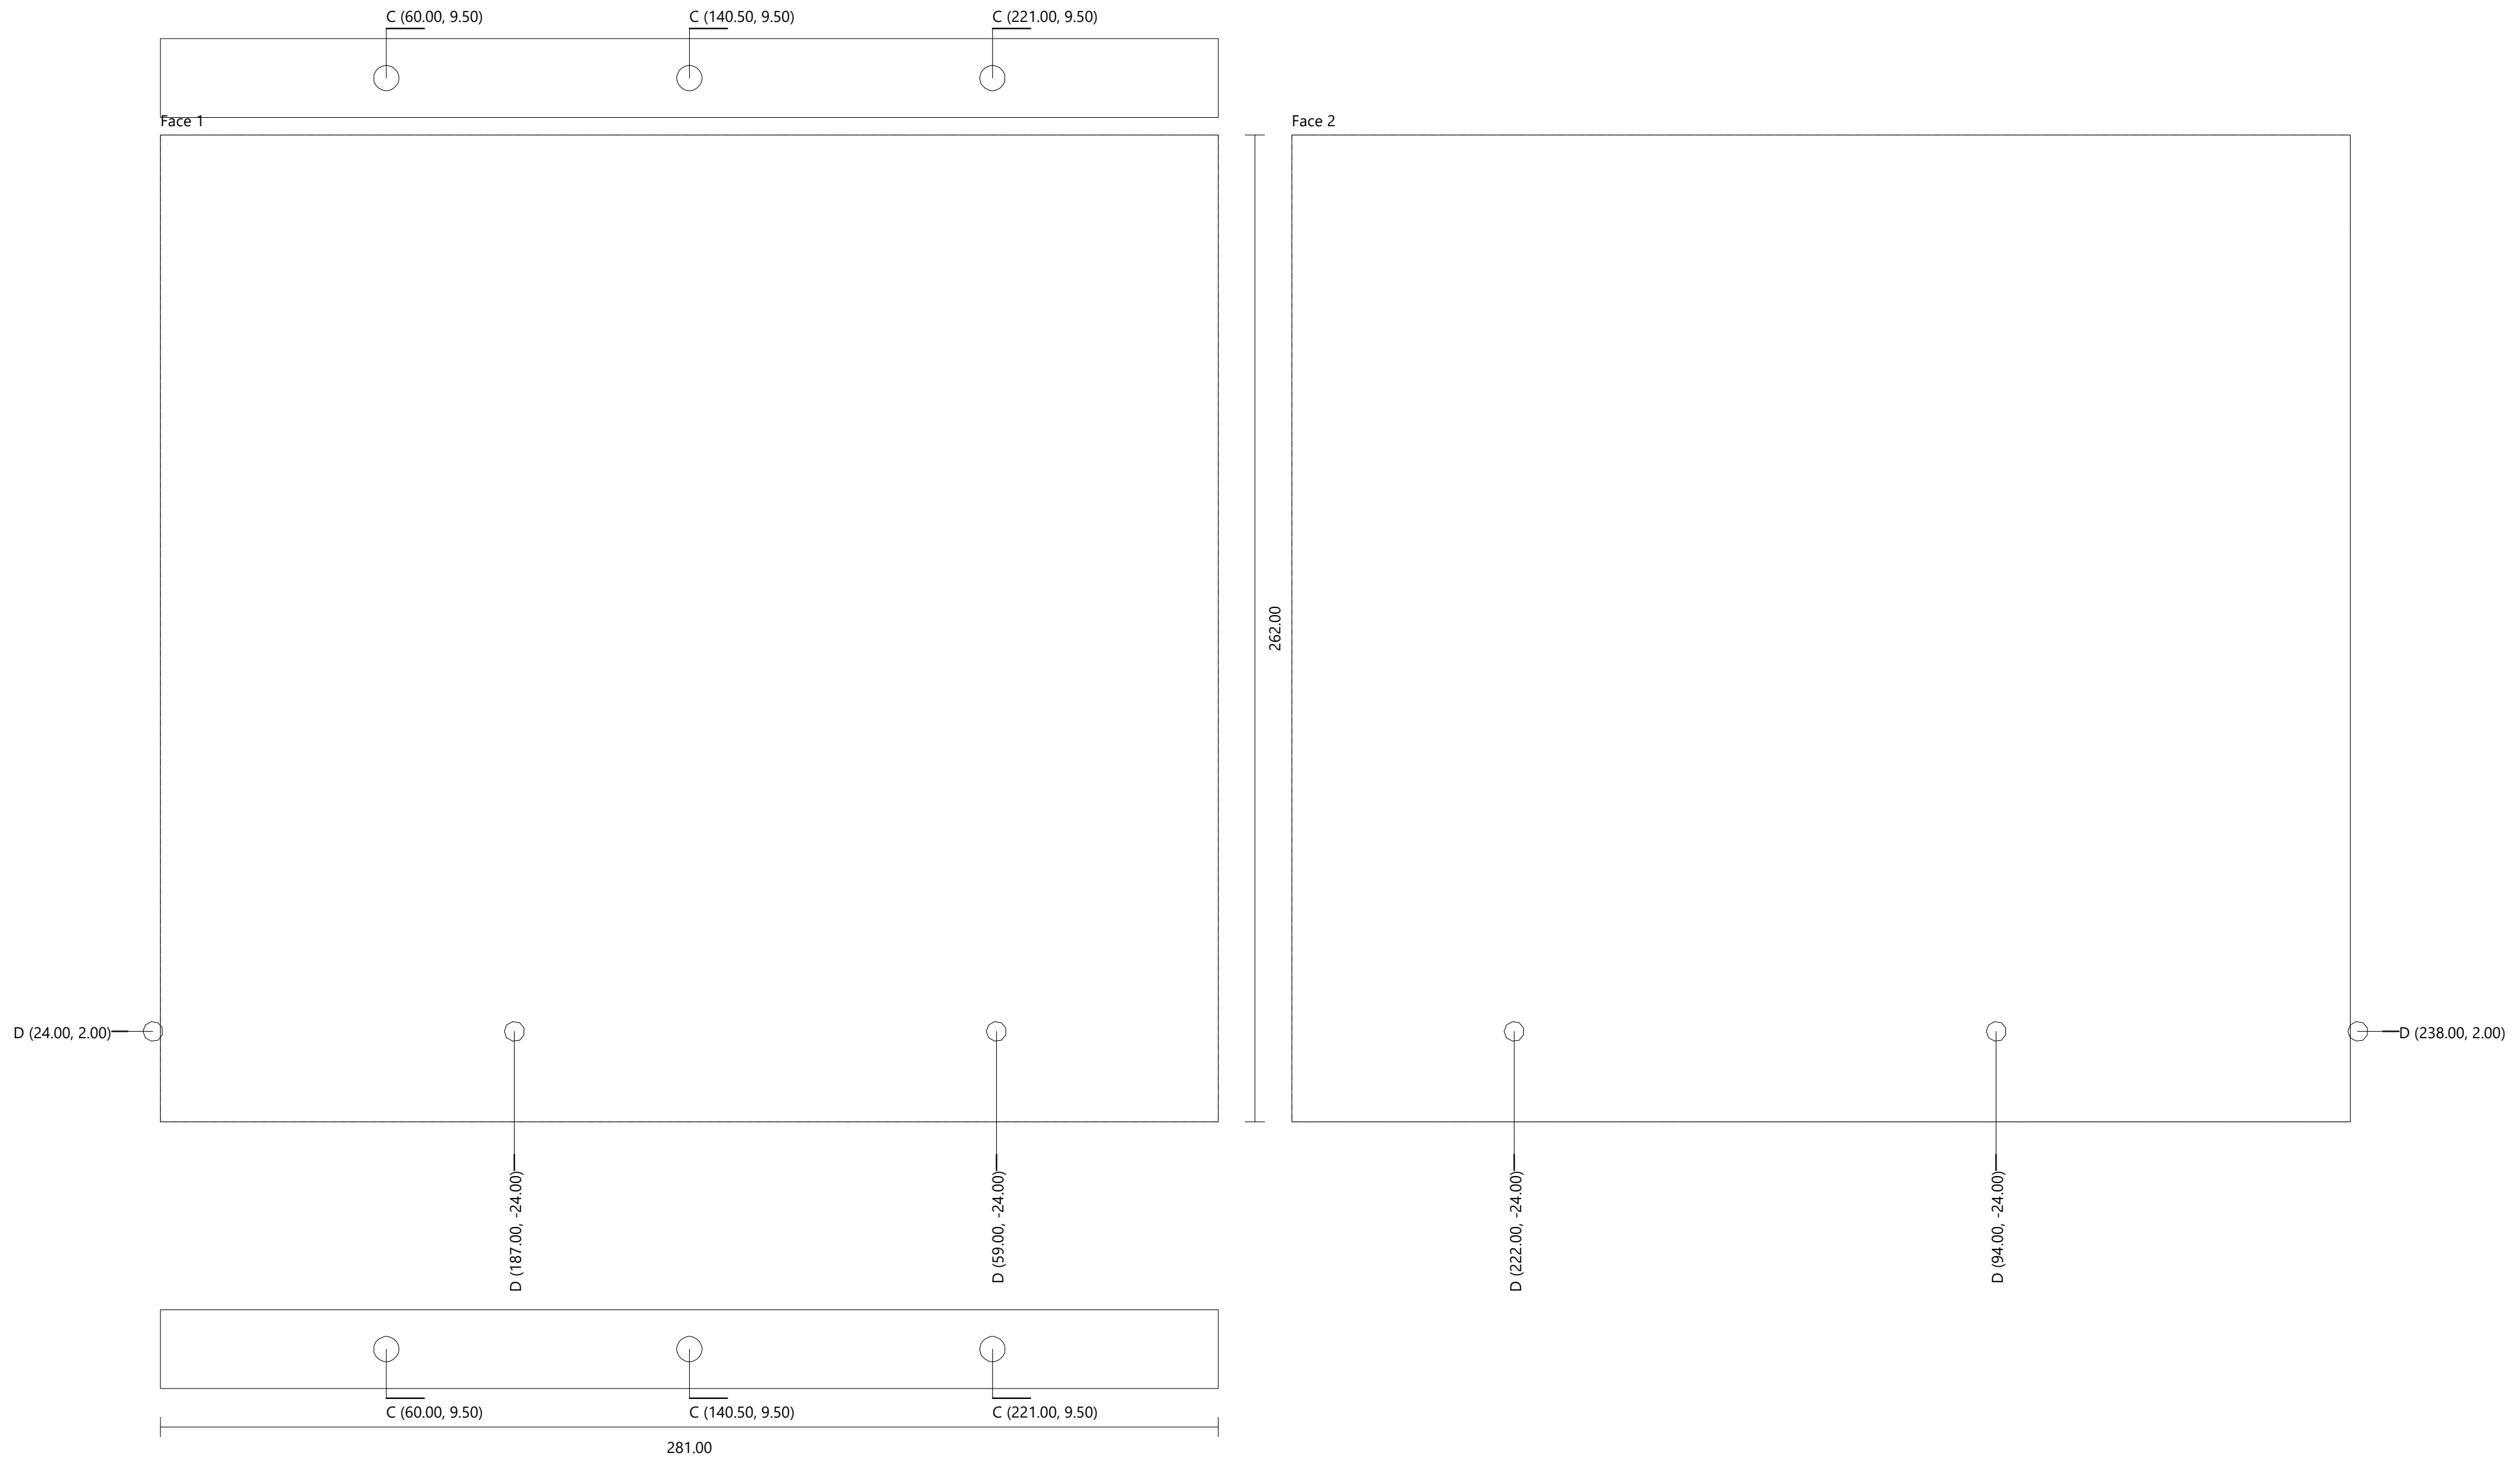 C (60.00, 9.50)
C (140.50, 9.50)
C (221.00, 9.50)
Face 1
Face 2
262.00
D (24.00, 2.00)
D (238.00, 2.00)
D (187.00, -24.00)
D (59.00, -24.00)
D (222.00, -24.00)
D (94.00, -24.00)
C (60.00, 9.50)
C (140.50, 9.50)
C (221.00, 9.50)
281.00